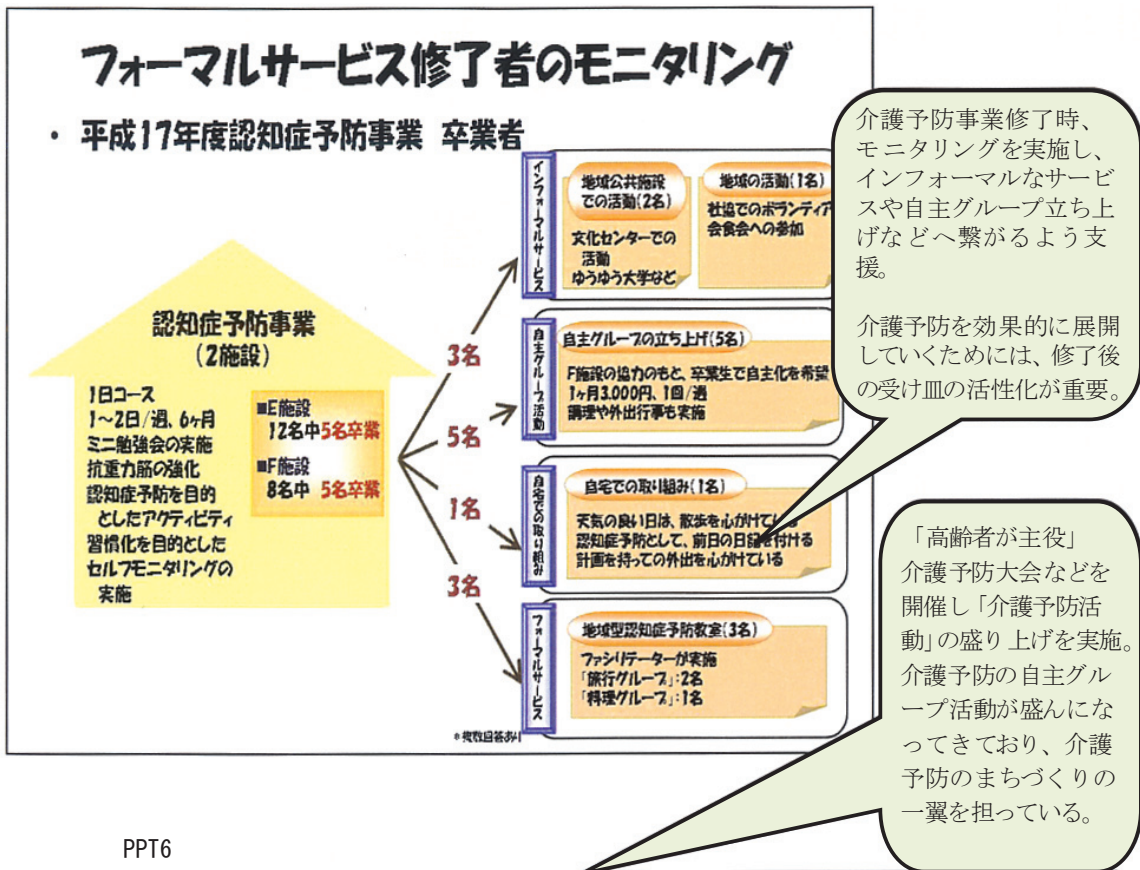 フォーマルサービス修了者のモニタリング
・ 平成17年度認知症予防事業 卒業者
認知症予防事業
(2施設)
1日コース
1～2日/週、6ヶ月
ミニ勉強会の実施
抗重力筋の強化
認知症予防を目的
としたアクティビティ
習慣化を目的とした
セルフモニタリングの
実施
■E施設
12名中5名卒業
■F施設
8名中 5名卒業
3名
5名
1名
3名
インフォーマルサービス
地域公共施設
での活動(2名)
文化センターでの
活動
ゆうゆう大学など
地域の活動(1名)
社協でのボランティア
会食会への参加
自主グループ活動
自主グループの立ち上げ(5名)
F施設の協力のもと、卒業生で自主化を希望
1ヶ月3,000円、1回/週
調理や外出行事も実施
自宅での取り組み
自宅での取り組み(1名)
天気の良い日は、散歩を心がけている
認知症予防として、前日の日記を付ける
計画を持っての外出を心がけている
フォーマルサービス
地域型認知症予防教室(3名)
ファシリテーターが実施
「旅行グループ」:2名
「料理グループ」:1名
*複数回答あり
介護予防事業修了時、
モニタリングを実施し、
インフォーマルなサービ
スや自主グループ立ち上
げなどへ繋がるよう支
援。
介護予防を効果的に展開
していくためには、修了後
の受け皿の活性化が重要。
「高齢者が主役」
介護予防大会などを
開催し「介護予防活
動」の盛り上げを実施。
介護予防の自主グル
ープ活動が盛んにな
ってきており、介護
予防のまちづくりの
一翼を担っている。
PPT6